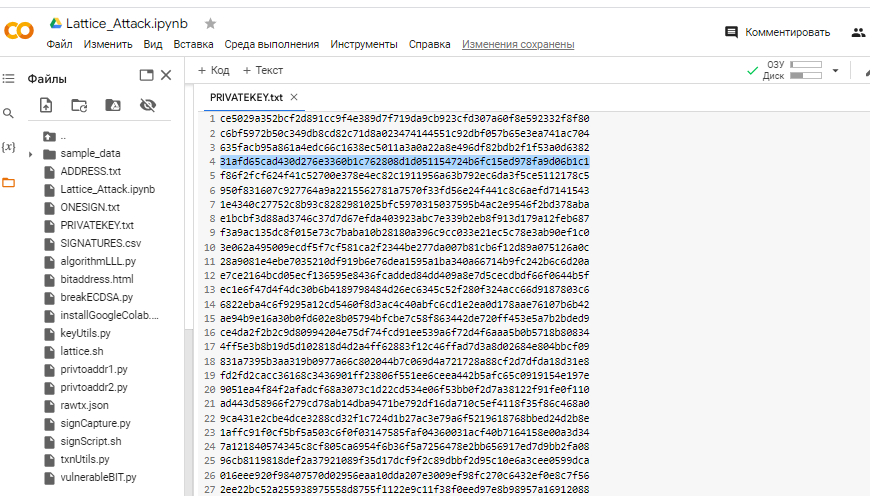 Lattice_Attack.ipynb
Файл Изменить Вид Вставка Среда выполнения Инструменты Справка Изменения сохранены
Комментировать
Файлы
+ Код + Текст
ОЗУ
Диск
{x}
..
sample_data
ADDRESS.txt
Lattice_Attack.ipynb
ONESIGN.txt
PRIVATEKEY.txt
SIGNATURES.csv
algorithmLLL.py
bitaddress.html
breakECDSA.py
installGoogleColab....
keyUtils.py
lattice.sh
privtoaddr1.py
privtoaddr2.py
rawtx.json
signCapture.py
signScript.sh
txnUtils.py
vulnerableBIT.py
PRIVATEKEY.txt
1 ce5029a352bcf2d891cc9f4e389d7f719da9cb923cfd307a60f8e592332f8f80
2 c6bf5972b50c349db8cd82c71d8a023474144551c92dbf057b65e3ea741ac704
3 635facb95a861a4edc66c1638ec5011a3a0a22a8e496df82bdb2f1f53a0d6382
4 31afd65cad430d276e3360b1c762808d1d051154724b6fc15ed978fa9d06b1c1
5 f86f2fcf624f41c52700e378e4ec82c1911956a63b792ec6da3f5ce5112178c5
6 950f831607c927764a9a2215562781a7570f33fd56e24f441c8c6aefd7141543
7 1e4340c27752c8b93c8282981025bfc5970315037595b4ac2e9546f2bd378aba
8 e1bcbf3d88ad3746c37d7d67efda403923abc7e339b2eb8f913d179a12feb687
9 f3a9ac135dc8f015e73c7baba10b28180a396c9cc033e21ec5c78e3ab90ef1c0
10 3e062a495009ecdf5f7cf581ca2f2344be277da007b81cb6f12d89a075126a0c
11 28a9081e4ebe7035210df919b6e76dea1595a1ba340a66714b9fc242b6c6d20a
12 e7ce2164bcd05ecf136595e8436fcadded84dd409a8e7d5cecdbdf66f0644b5f
13 ec1e6f47d4f4dc30b6b4189798484d26ec6345c52f280f324acc66d9187803c6
14 6822eba4c6f9295a12cd5460f8d3ac4c40abfc6cd1e2ea0d178aae76107b6b42
15 ae94b9e16a30b0fd602e8b05794bfcbe7c58f863442de720ff453e5a7b2bded9
16 ce4da2f2b2c9d80994204e75df74fcd91ee539a6f72d4f6aaa5b0b5718b80834
17 4ff5e3b8b19d5d102818d4d2a4ff62883f12c46ffad7d3a8d02684e804bbcf09
18 831a7395b3aa319b0977a66c802044b7c069d4a721728a88cf2d7dfda18d31e8
19 fd2fd2cacc36168c3436901ff23806f551ee6ceea442b5afc65c0919154e197e
20 9051ea4f84f2afadcf68a3073c1d22cd534e06f53bb0f2d7a38122f91fe0f110
21 ad443d58966f279cd78ab14dba9471be792df16da710c5ef4118f35f86c468a0
22 9ca431e2cbe4dce3288cd32f1c724d1b27ac3e79a6f5219618768bbed24d2b8e
23 1affc91f0cf5bf5a503c6f0f03147585faf04360031acf40b7164158e00a3d34
24 7a121840574345c8cf805ca6954f6b36f5a7256478e2bb656917ed7d9bb2fa08
25 96cb8119818def2a37921089f35d17dcf9f2c89dbbf2d95c10e6a3cee0599dca
26 016eee920f98407570d02956eaa10dda207e3009ef98fc270c6432ef0e8c7f56
27 2ee22bc52a255938975558d8755f1122e9c11f38f0eed97e8b98957a16912088